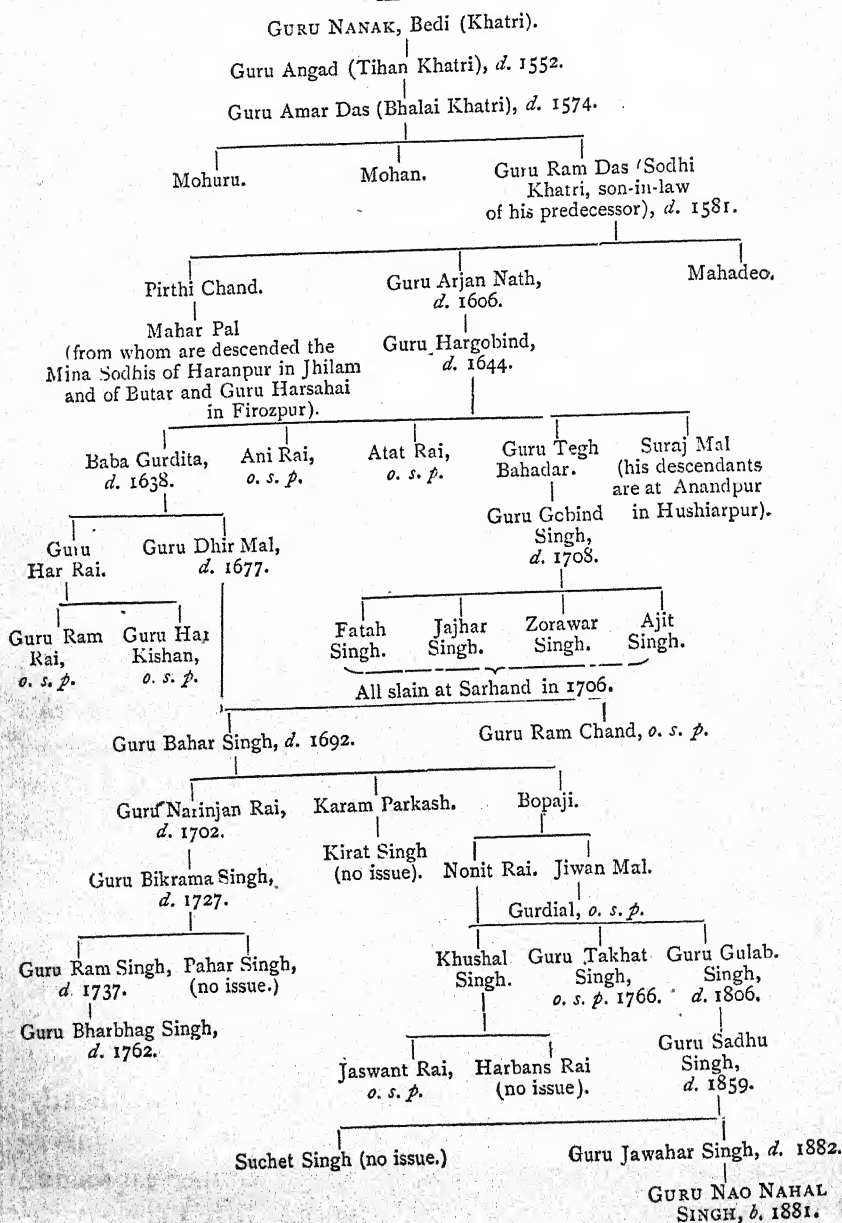 GURU NANAK, Bedi (Khatri).
Guru Angad (Tihan Khatri), d. 1552.
Guru Amar Das (Bhalai Khatri), d. 1574.
Mohuru. Mohan. Guru Ram Das (Sodhi
Khatri, son-in-law
of his predecessor), d. 1581.
Pirthi Chand. Guru Arjan Nath, Mahadeo.
d. 1606.
Mahar Pal
(from whom are descended the
Mina Sodhis of Haranpur in Jhilam
and of Butar and Guru Harsahai
in Firozpur).
Guru Hargobind,
d. 1644.
Baba Gurdita,
d. 1638.
Ani Rai,
o. s. p.
Atat Rai,
o. s. p.
Guru Tegh
Bahadar.
Suraj Mal
(his descendants
are at Anandpur
in Hushiarpur).
Guru Gobind
Singh,
d. 1708.
Guru
Har Rai.
Guru Dhir Mal,
d. 1677.
Guru Ram
Rai,
o. s. p.
Guru Har
Kishan,
o. s. p.
Fatah
Singh.
Jajhar
Singh.
Zorawar
Singh.
Ajit
Singh.
All slain at Sarhand in 1706.
Guru Bahar Singh, d. 1692. Guru Ram Chand, o. s. p.
Guru Narinjan Rai,
d. 1702.
Karam Parkash. Bopaji.
Kirat Singh
(no issue).
Nonit Rai. Jiwan Mal.
Guru Bikrama Singh,
d. 1727.
Gurdial, o. s. p.
Guru Ram Singh,
d. 1737.
Pahar Singh,
(no issue.)
Khushal
Singh.
Guru Takhat
Singh,
o. s. p. 1766.
Guru Gulab.
Singh,
d. 1806.
Guru Bharbhag Singh,
d. 1762.
Jaswant Rai,
o. s. p.
Harbans Rai
(no issue).
Guru Sadhu
Singh,
d. 1859.
Suchet Singh (no issue.) Guru Jawahar Singh, d. 1882.
GURU NAO NAHAL
SINGH, b. 1881.